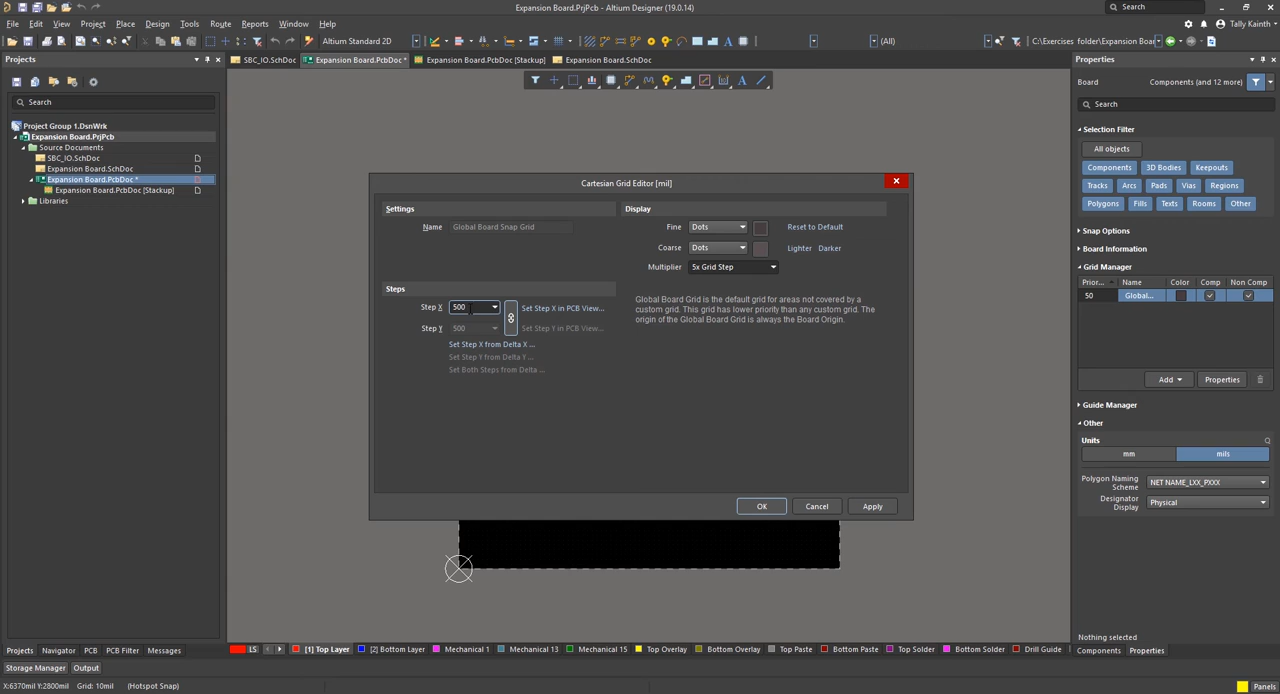 Expansion Board.PrjPcb - Altium Designer (19.0.14)
Search
File Edit View Project Place Design Tools Route Reports Window Help
Tally Kainth
Altium Standard 2D
(All)
C:\Exercises folder\Expansion Boar
Projects
SBC_IO.SchDoc
Expansion Board.PcbDoc *
Expansion Board.PcbDoc [Stackup]
Expansion Board.SchDoc
Properties
Board
Components (and 12 more)
Search
Search
Project Group 1.DsnWrk
Expansion Board.PrjPcb
Source Documents
SBC_IO.SchDoc
Expansion Board.SchDoc
Expansion Board.PcbDoc *
Expansion Board.PcbDoc [Stackup]
Libraries
Cartesian Grid Editor [mil]
Settings
Name
Global Board Snap Grid
Steps
Step X
500
Set Step X in PCB View...
Step Y
500
Set Step Y in PCB View...
Set Step X from Delta X ...
Set Step Y from Delta Y ...
Set Both Steps from Delta ...
Display
Fine
Dots
Reset to Default
Coarse
Dots
Lighter Darker
Multiplier
5x Grid Step
Global Board Grid is the default grid for areas not covered by a
custom grid. This grid has lower priority than any custom grid. The
origin of the Global Board Grid is always the Board Origin.
OK
Cancel
Apply
Selection Filter
All objects
Components 3D Bodies Keepouts
Tracks Arcs Pads Vias Regions
Polygons Fills Texts Rooms Other
Snap Options
Board Information
Grid Manager
Prior... Name Color Comp Non Comp
50 Global...
Add
Properties
Guide Manager
Other
Units
mm mils
Polygon Naming
Scheme
NET NAME_LXX_PXXX
Designator
Display
Physical
Nothing selected
Components Properties
Projects Navigator PCB PCB Filter Messages
LS
[1] Top Layer
[2] Bottom Layer
Mechanical 1
Mechanical 13
Mechanical 15
Top Overlay
Bottom Overlay
Top Paste
Bottom Paste
Top Solder
Bottom Solder
Drill Guide
Storage Manager Output
X:6370mil Y:2800mil Grid: 10mil (Hotspot Snap)
Panels